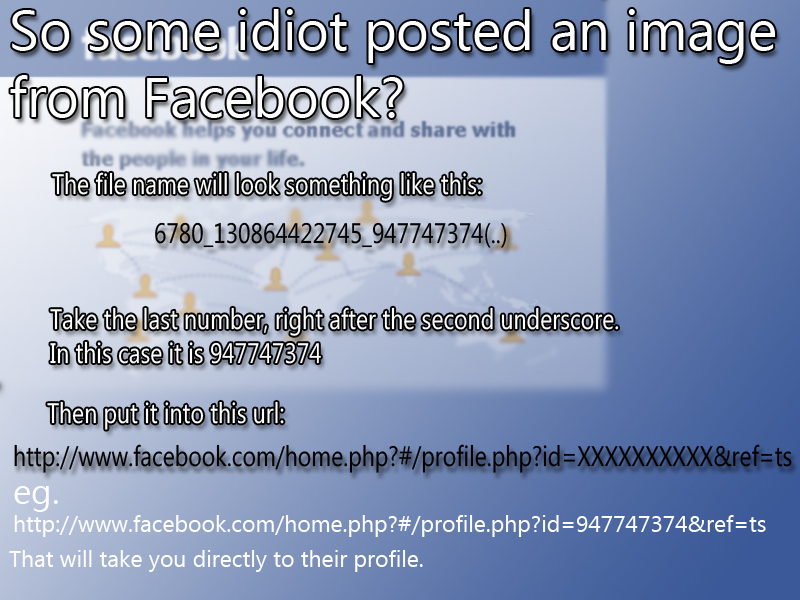 So some idiot posted an image
facebook
from Facebook?
Facebook helps you connect and share with
the people in your life.
The file name will look something like this:
6780_130864422745_947747374(..)
Take the last number, right after the second underscore.
In this case it is 947747374
Then put it into this url:
http://www.facebook.com/home.php?#/profile.php?id=XXXXXXXXXX&ref=ts
eg.
http://www.facebook.com/home.php?#/profile.php?id=947747374&ref=ts
That will take you directly to their profile.